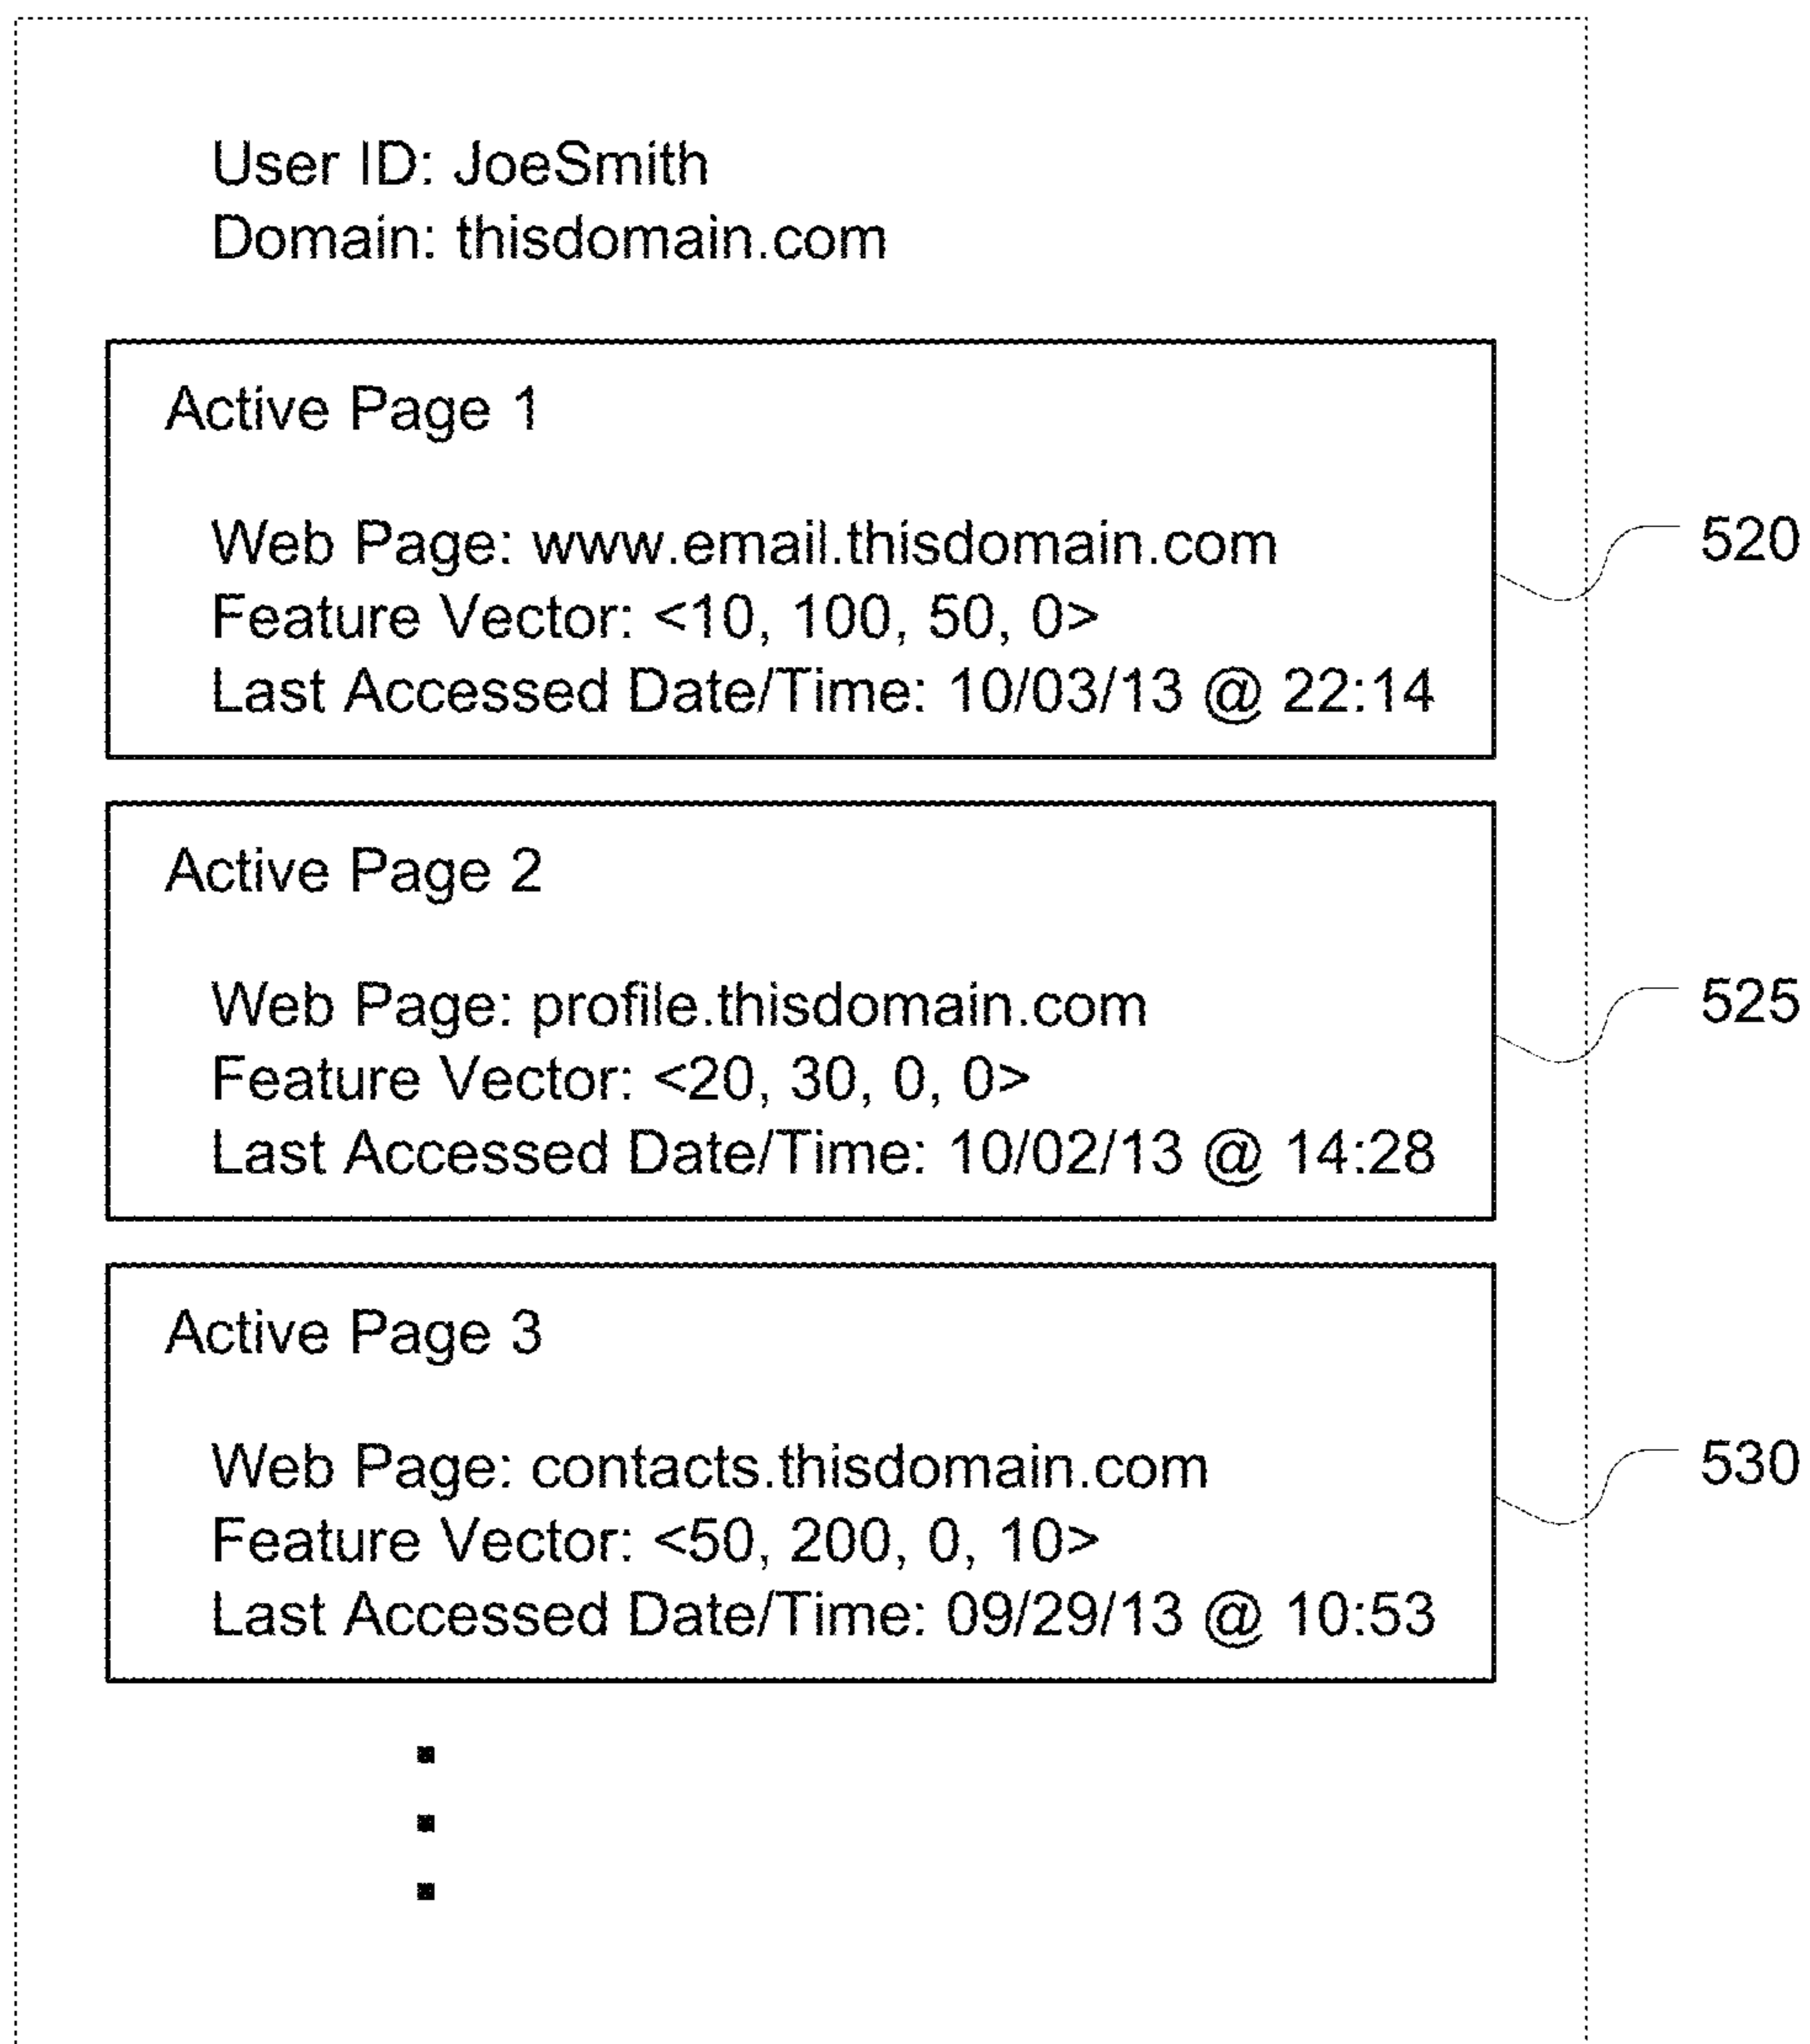 User ID: JoeSmith
Domain: thisdomain.com
Active Page 1
Web Page: www.email.thisdomain.com
Feature Vector: <10, 100, 50, 0>
Last Accessed Date/Time: 10/03/13 @ 22:14
520
Active Page 2
Web Page: profile.thisdomain.com
Feature Vector: <20, 30, 0, 0>
Last Accessed Date/Time: 10/02/13 @ 14:28
525
Active Page 3
Web Page: contacts.thisdomain.com
Feature Vector: <50, 200, 0, 10>
Last Accessed Date/Time: 09/29/13 @ 10:53
530